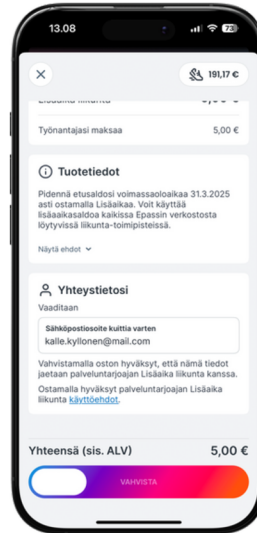 13.08
73
191,17 €
Työnantajasi maksaa 5,00 €
Tuotetiedot
Pidennä etusaldosi voimassaoloaikaa 31.3.2025
asti ostamalla Lisäaikaa. Voit käyttää
lisäaikasaldoa kaikissa Epassin verkostosta
löytyvissä liikunta-toimipisteissä.
Näytä ehdot
Yhteystietosi
Vaaditaan
Sähköpostiosoite kuittia varten
kalle.kyllonen@mail.com
Vahvistamalla oston hyväksyt, että nämä tiedot
jaetaan palveluntarjoajan Lisäaika liikunta kanssa.
Ostamalla hyväksyt palveluntarjoajan Lisäaika
liikunta käyttöehdot.
Yhteensä (sis. ALV) 5,00 €
VAHVISTA